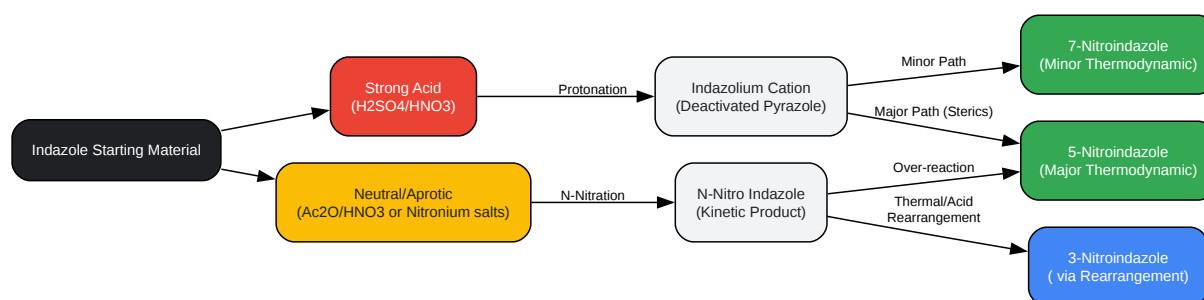 Indazole Starting Material
Strong Acid
(H2SO4/HNO3)
Neutral/Aprotic
(Ac2O/HNO3 or Nitronium salts)
Protonation
N-Nitration
Indazolium Cation
(Deactivated Pyrazole)
N-Nitro Indazole
(Kinetic Product)
Minor Path
Major Path (Sterics)
Over-reaction
Thermal/Acid
Rearrangement
7-Nitroindazole
(Minor Thermodynamic)
5-Nitroindazole
(Major Thermodynamic)
3-Nitroindazole
( via Rearrangement)